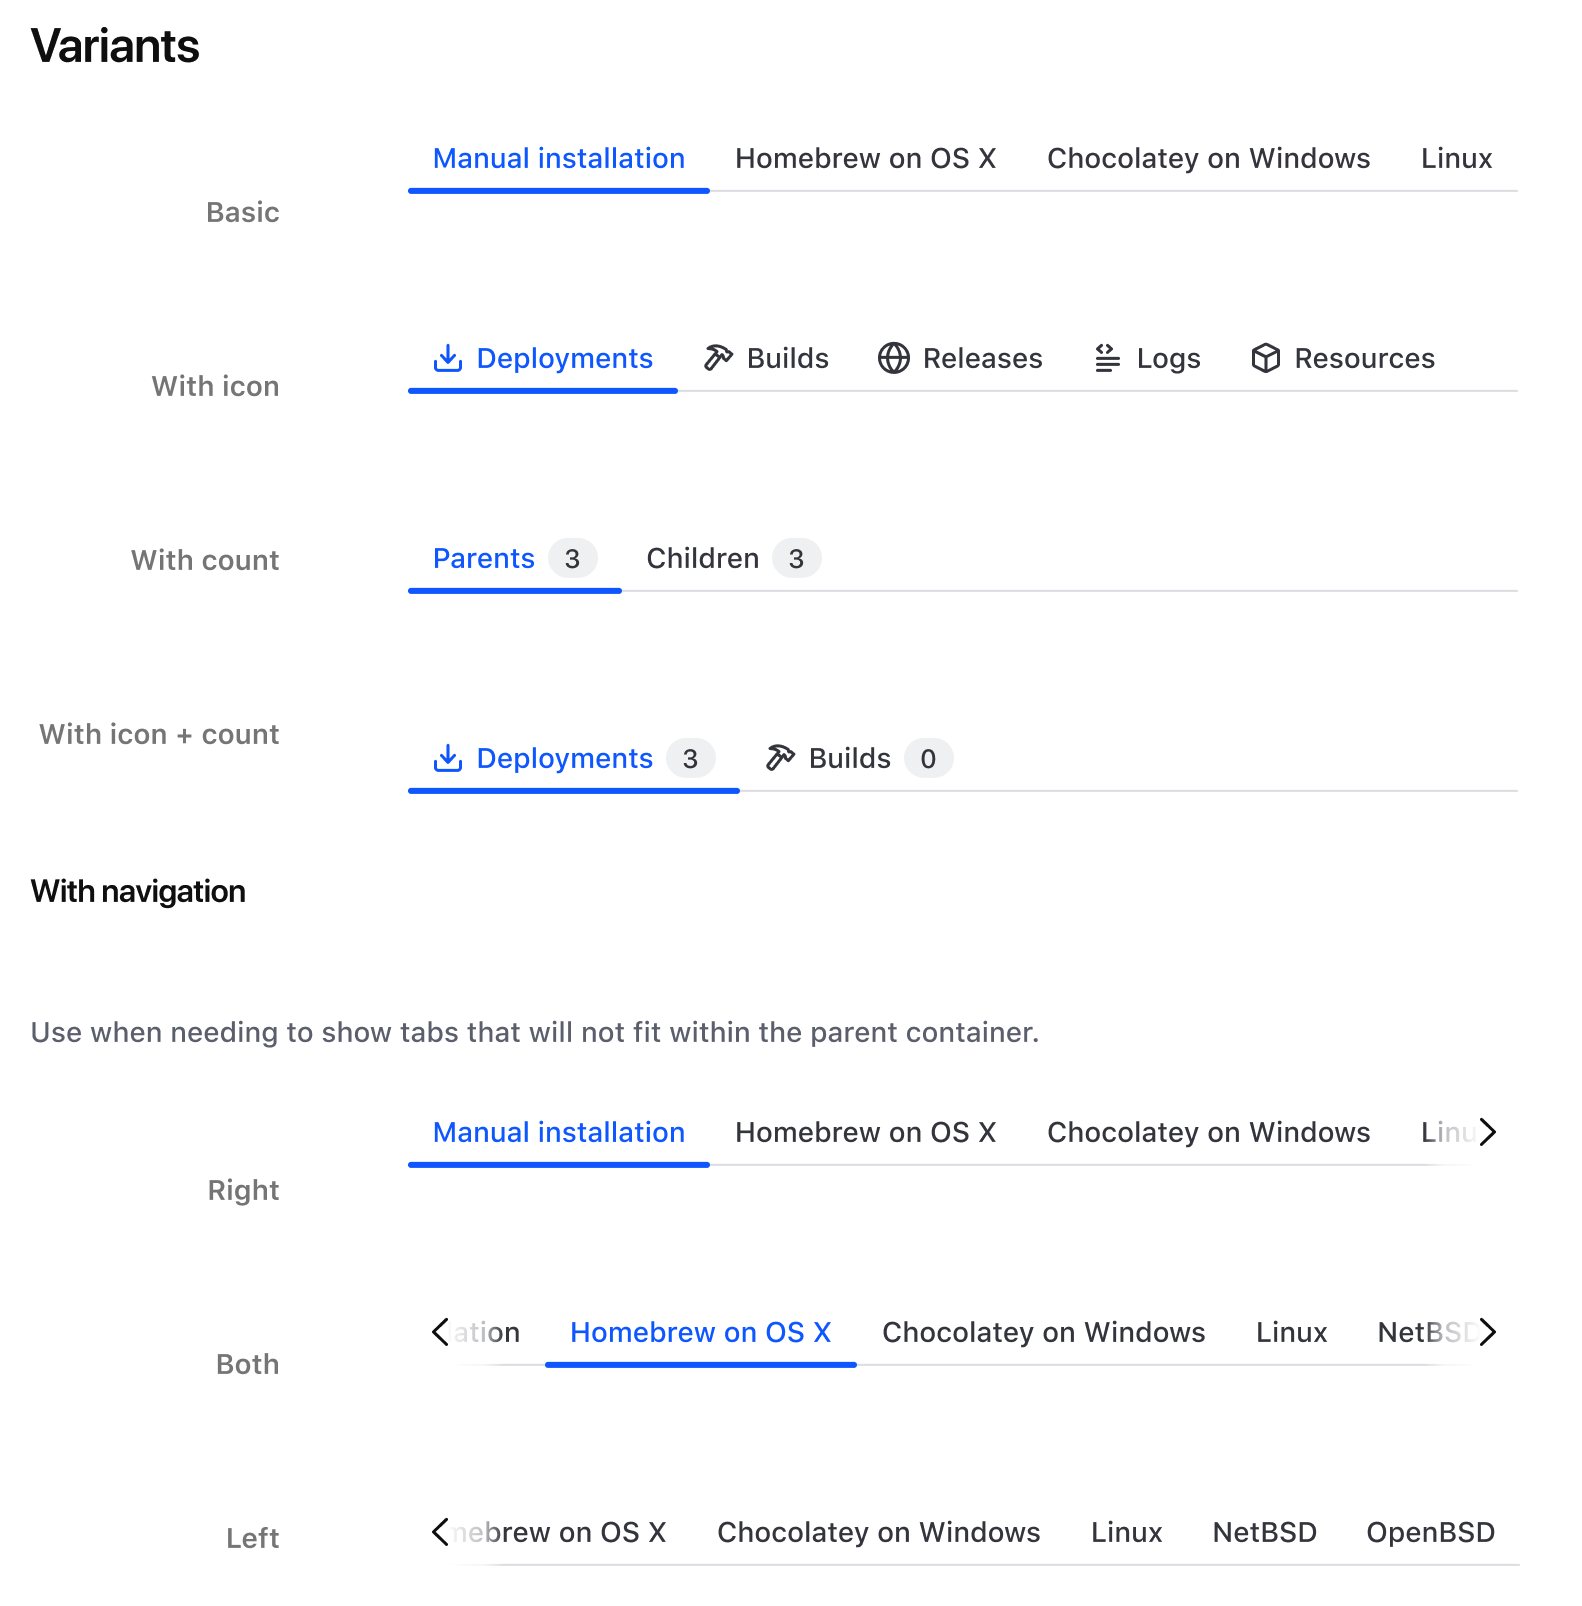 Variants
Basic
Manual installation Homebrew on OS X Chocolatey on Windows Linux
With icon
Deployments Builds Releases Logs Resources
With count
Parents 3 Children 3
With icon + count
Deployments 3 Builds 0
With navigation
Use when needing to show tabs that will not fit within the parent container.
Right
Manual installation Homebrew on OS X Chocolatey on Windows Linu
Both
ation Homebrew on OS X Chocolatey on Windows Linux NetBSD
Left
mebrew on OS X Chocolatey on Windows Linux NetBSD OpenBSD